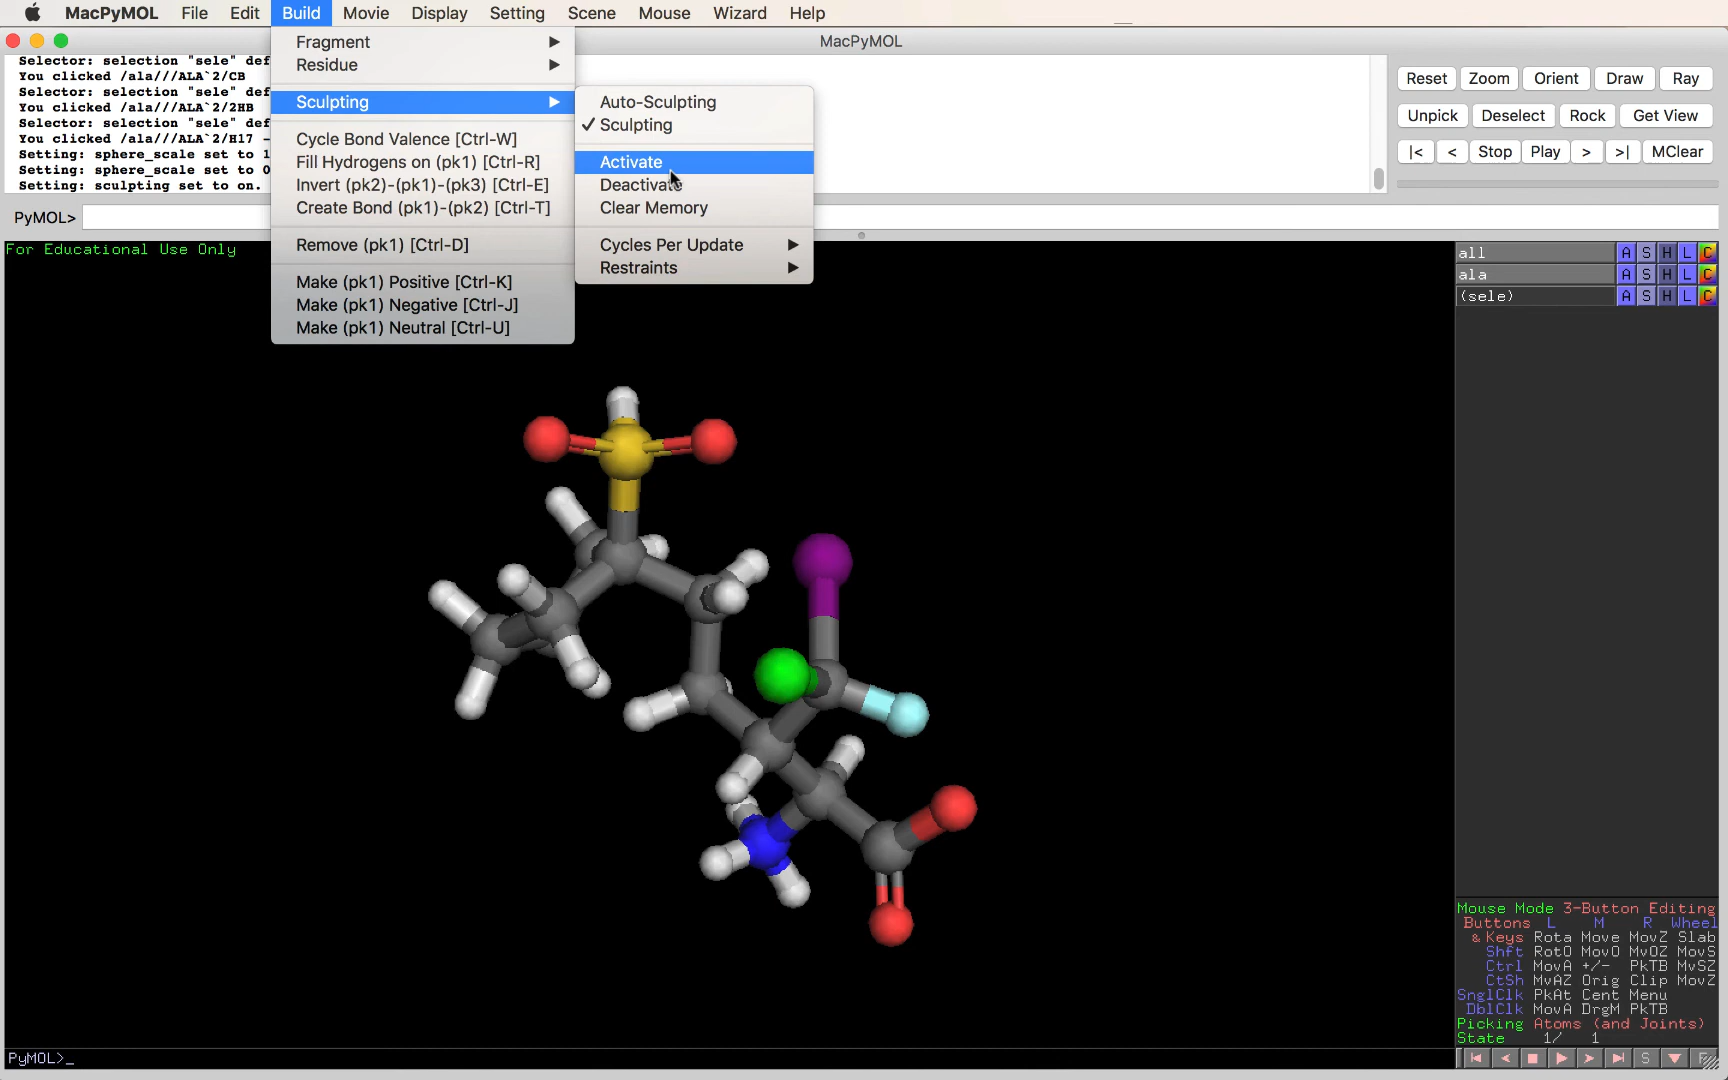 MacPyMOL File Edit Build Movie Display Setting Scene Mouse Wizard Help
MacPyMOL
Selector: selection "sele" def
You clicked /ala///ALA`2/CB
Selector: selection "sele" def
You clicked /ala///ALA`2/2HB
Selector: selection "sele" def
You clicked /ala///ALA`2/H17 -
Setting: sphere_scale set to 1
Setting: sphere_scale set to 0
Setting: sculpting set to on.
PyMOL>
For Educational Use Only
Fragment
Residue
Sculpting
Cycle Bond Valence [Ctrl-W]
Fill Hydrogens on (pk1) [Ctrl-R]
Invert (pk2)-(pk1)-(pk3) [Ctrl-E]
Create Bond (pk1)-(pk2) [Ctrl-T]
Remove (pk1) [Ctrl-D]
Make (pk1) Positive [Ctrl-K]
Make (pk1) Negative [Ctrl-J]
Make (pk1) Neutral [Ctrl-U]
Auto-Sculpting
✓ Sculpting
Activate
Deactivate
Clear Memory
Cycles Per Update
Restraints
Reset Zoom Orient Draw Ray
Unpick Deselect Rock Get View
|< < Stop Play > >| MClear
all A S H L C
ala A S H L C
(sele) A S H L C
Mouse Mode 3-Button Editing
Buttons L M R Wheel
& Keys Rota Move MovZ Slab
Shft RotO MovO MvOZ MovS
Ctrl MovA +/- PkTB MvSZ
CtSh MvAZ Orig Clip MovZ
SnglClk PkAt Cent Menu
DblClk MovA DrgM PkTB
Picking Atoms (and Joints)
State 1/ 1
PyMOL>_
S
F